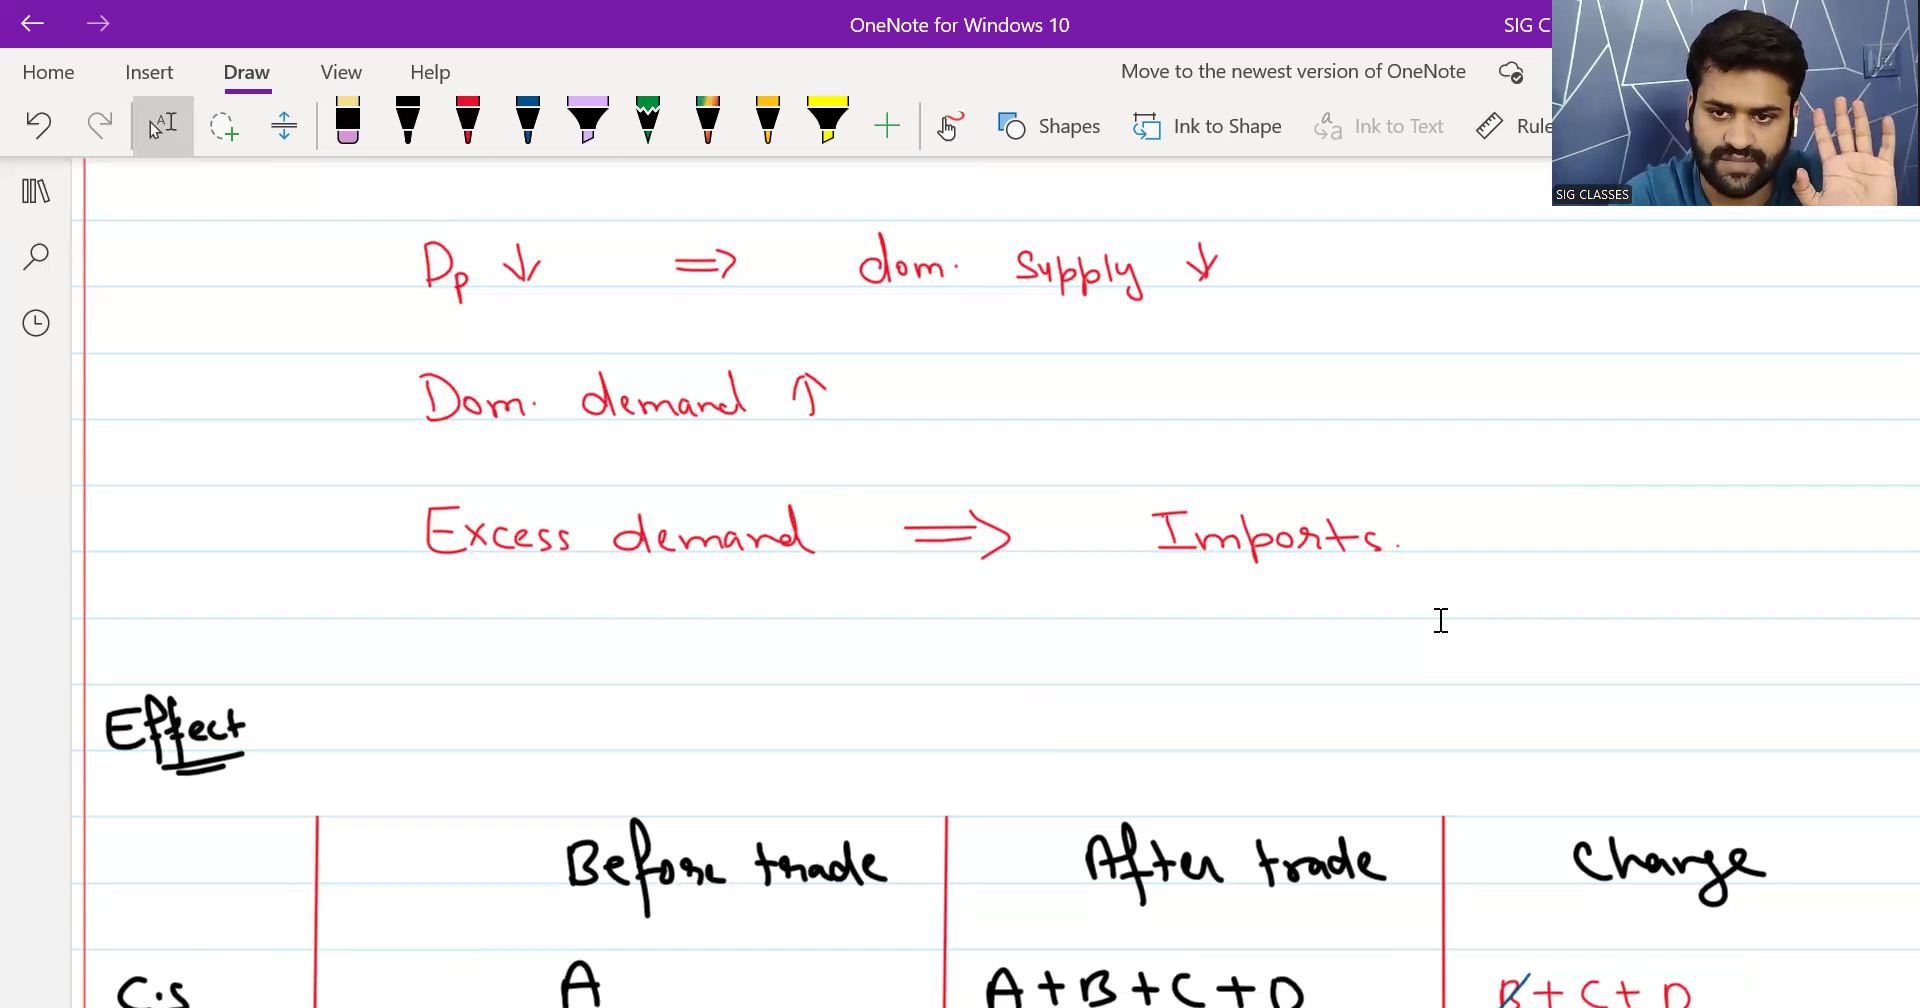 OneNote for Windows 10
SIG C
Home Insert Draw View Help Move to the newest version of OneNote
Shapes Ink to Shape Ink to Text Rule
SIG CLASSES
Dp ↓ ⇒ dom. supply ↓
Dom. demand ↑
Excess demand ⇒ Imports.
Effect
Before trade After trade Change
C.S A A+B+C+D B+C+D